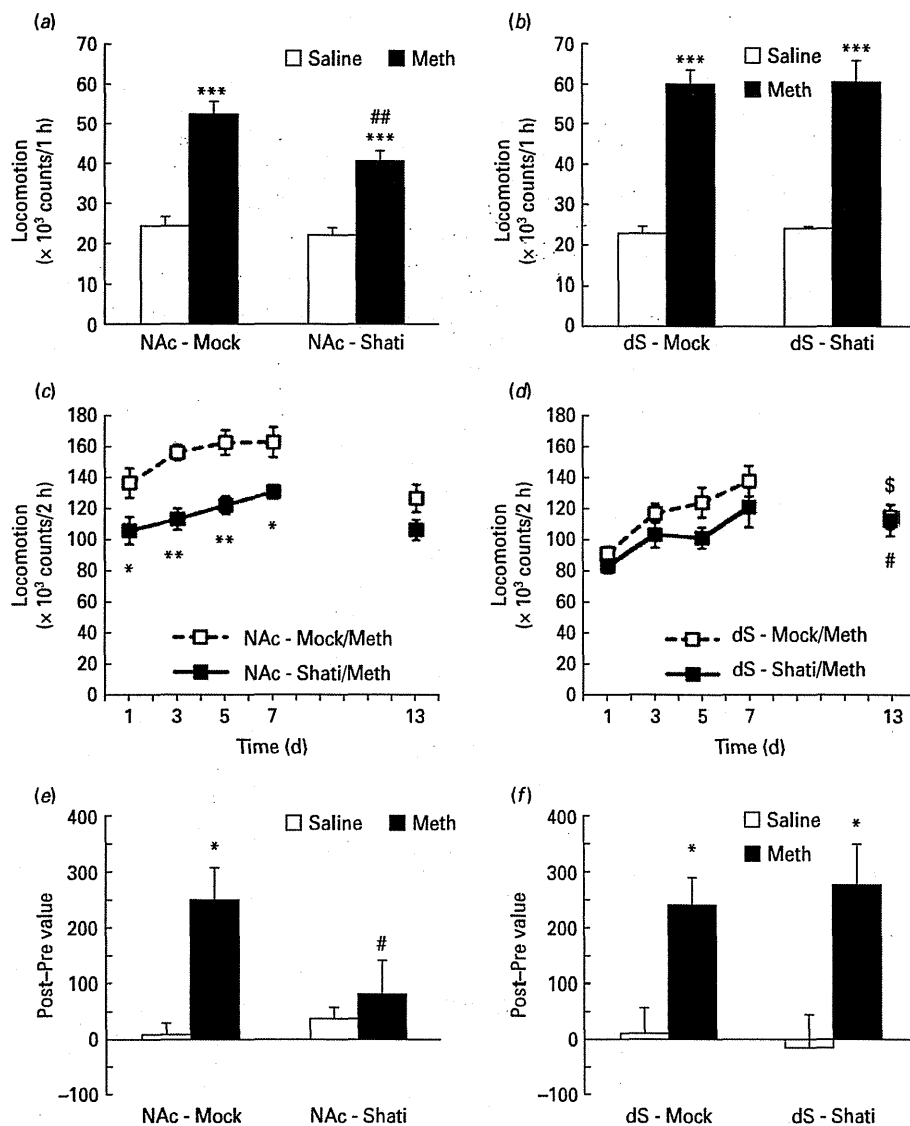 (a)
Saline Meth
Locomotion
(× 10³ counts/1 h)
70
60
50
40
30
20
10
0
***
##
***
NAc - Mock NAc - Shati
(b)
Saline
Meth
Locomotion
(× 10³ counts/1 h)
70
60
50
40
30
20
10
0
*** ***
dS - Mock dS - Shati
(c)
Locomotion
(× 10³ counts/2 h)
180
160
140
120
100
80
60
40
20
0
* ** ** *
NAc - Mock/Meth
NAc - Shati/Meth
1 3 5 7 13
Time (d)
(d)
Locomotion
(× 10³ counts/2 h)
180
160
140
120
100
80
60
40
20
0
$
#
dS - Mock/Meth
dS - Shati/Meth
1 3 5 7 13
Time (d)
(e)
Saline Meth
Post–Pre value
400
300
200
100
0
–100
* #
NAc - Mock NAc - Shati
(f)
Saline
Meth
Post–Pre value
400
300
200
100
0
–100
* *
dS - Mock dS - Shati